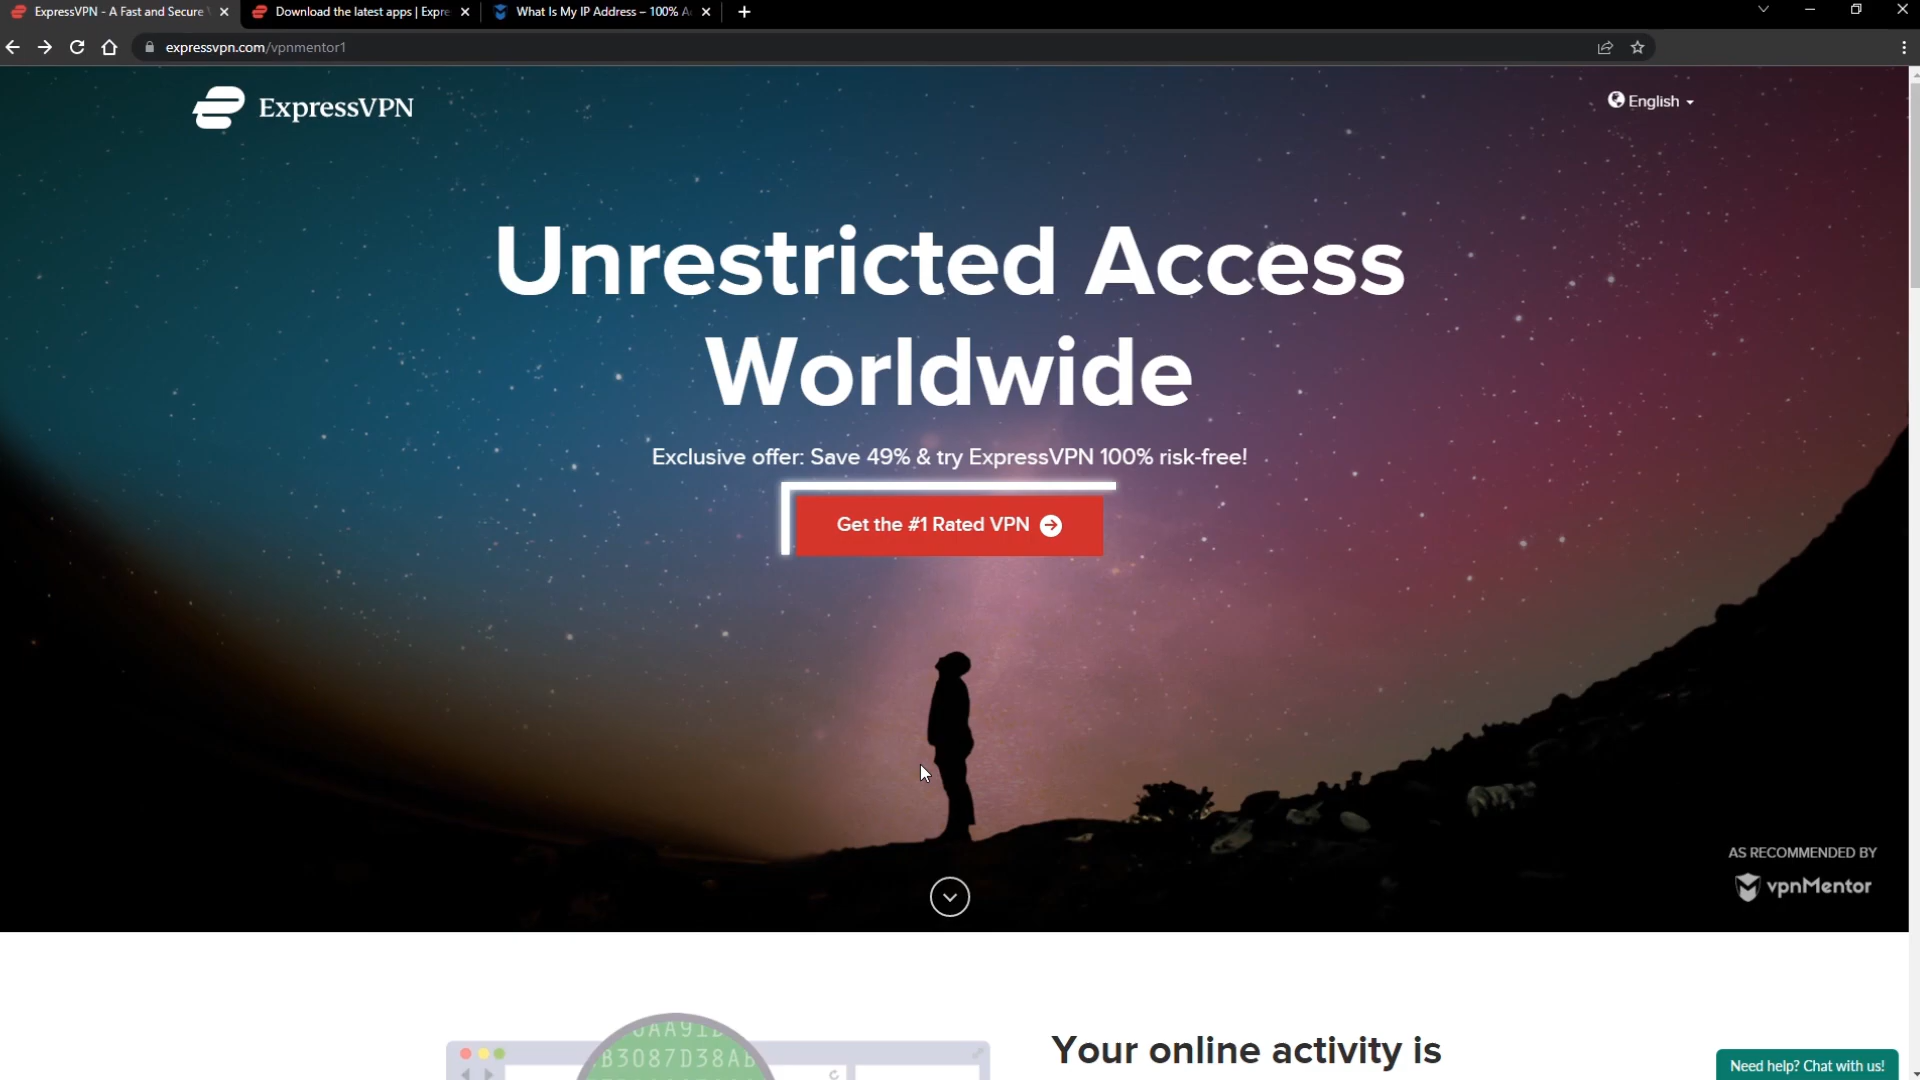 ExpressVPN - A Fast and Secure
Download the latest apps | Expre
What Is My IP Address – 100% A
expressvpn.com/vpnmentor1
ExpressVPN
English
Unrestricted Access
Worldwide
Exclusive offer: Save 49% & try ExpressVPN 100% risk-free!
Get the #1 Rated VPN
AS RECOMMENDED BY
vpnMentor
B3087D38AB
Your online activity is
Need help? Chat with us!